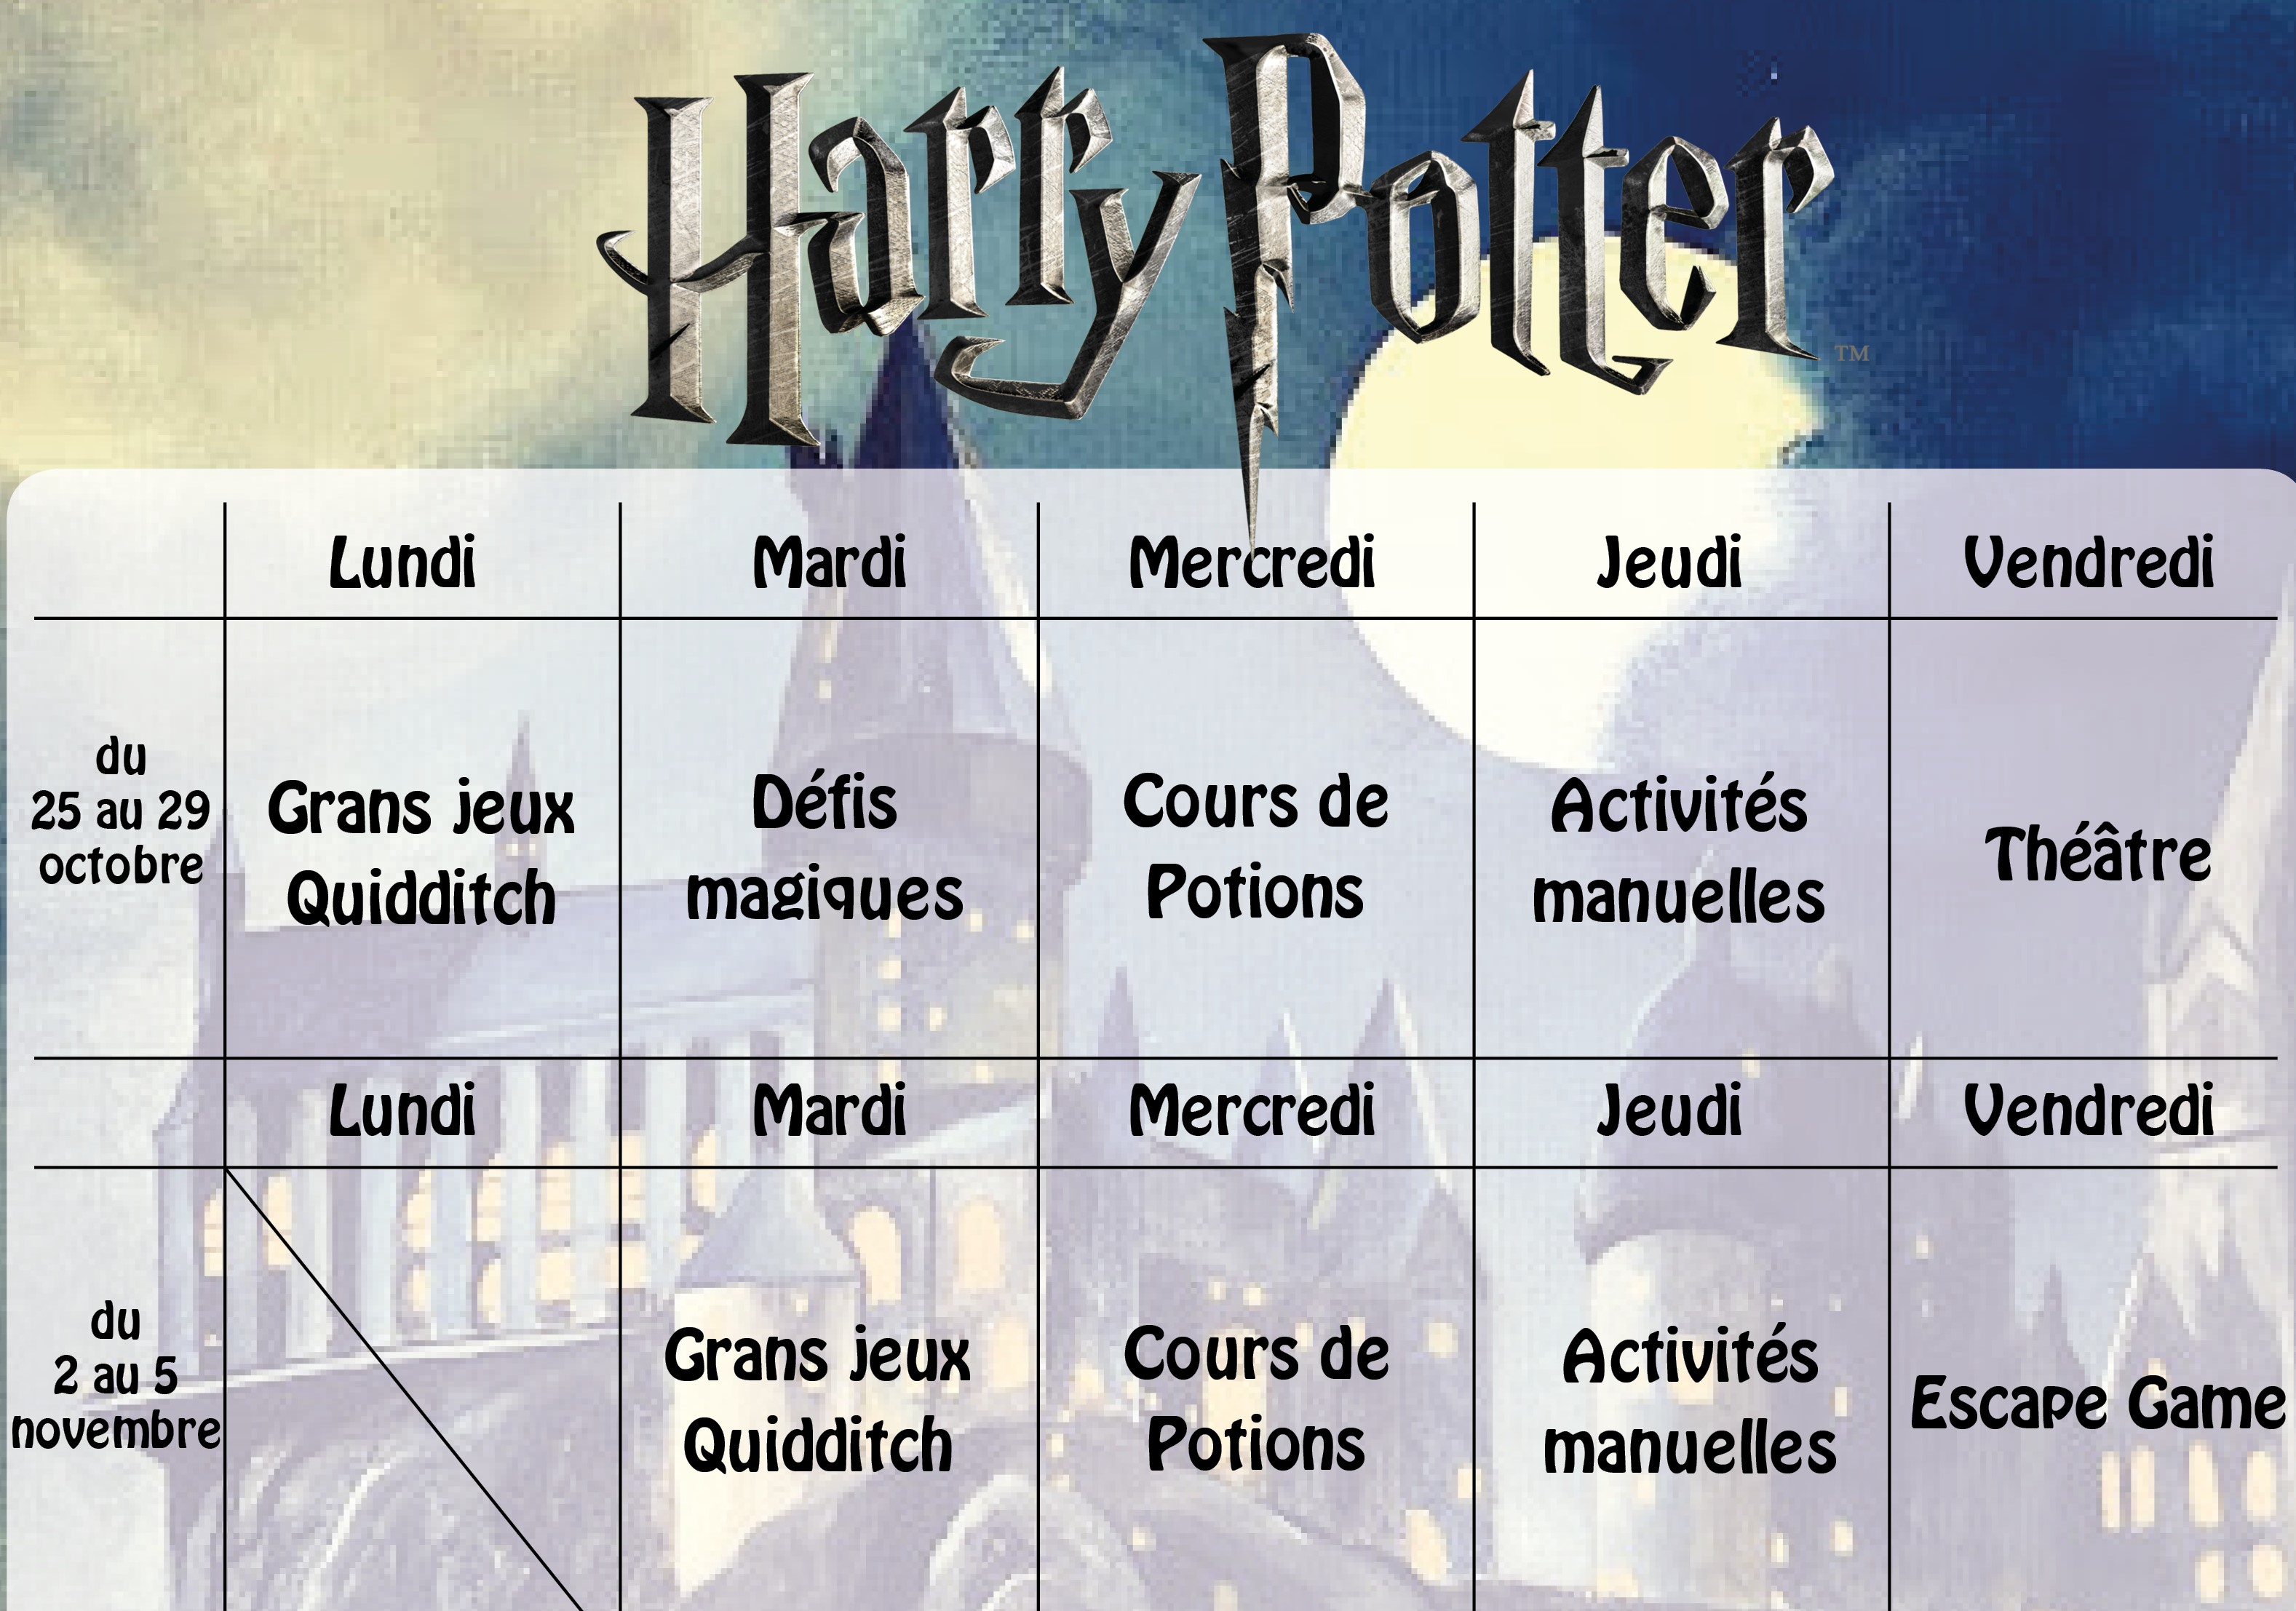 Harry Potter
TM
Lundi Mardi Mercredi Jeudi Vendredi
du
25 au 29
octobre
Grans jeux
Quidditch
Défis
magiques
Cours de
Potions
Activités
manuelles
Théâtre
Lundi Mardi Mercredi Jeudi Vendredi
du
2 au 5
novembre
Grans jeux
Quidditch
Cours de
Potions
Activités
manuelles
Escape Game